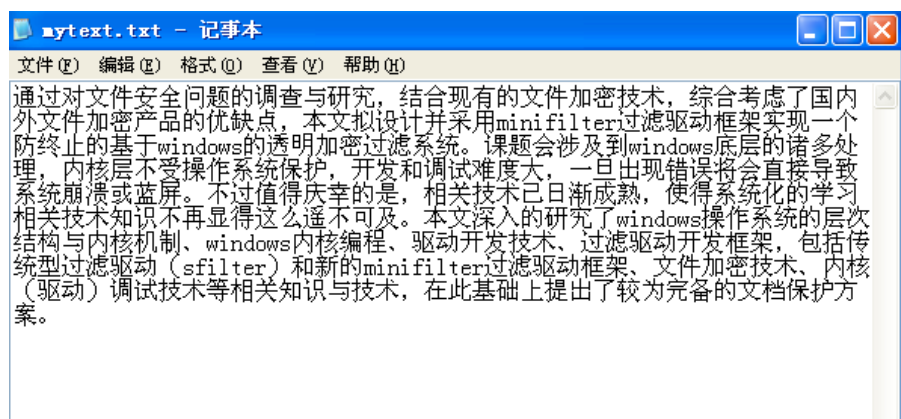 mytext.txt - 记事本
文件(F) 编辑(E) 格式(O) 查看(V) 帮助(H)
通过对文件安全问题的调查与研究，结合现有的文件加密技术，综合考虑了国内
外文件加密产品的优缺点，本文拟设计并采用minifilter过滤驱动框架实现一个
防终止的基于windows的透明加密过滤系统。课题会涉及到windows底层的诸多处
理，内核层不受操作系统保护，开发和调试难度大，一旦出现错误将会直接导致
系统崩溃或蓝屏。不过值得庆幸的是，相关技术已日渐成熟，使得系统化的学习
相关技术知识不再显得这么遥不可及。本文深入的研究了windows操作系统的层次
结构与内核机制、windows内核编程、驱动开发技术、过滤驱动开发框架，包括传
统型过滤驱动（sfilter）和新的minifilter过滤驱动框架、文件加密技术、内核
（驱动）调试技术等相关知识与技术，在此基础上提出了较为完备的文档保护方
案。